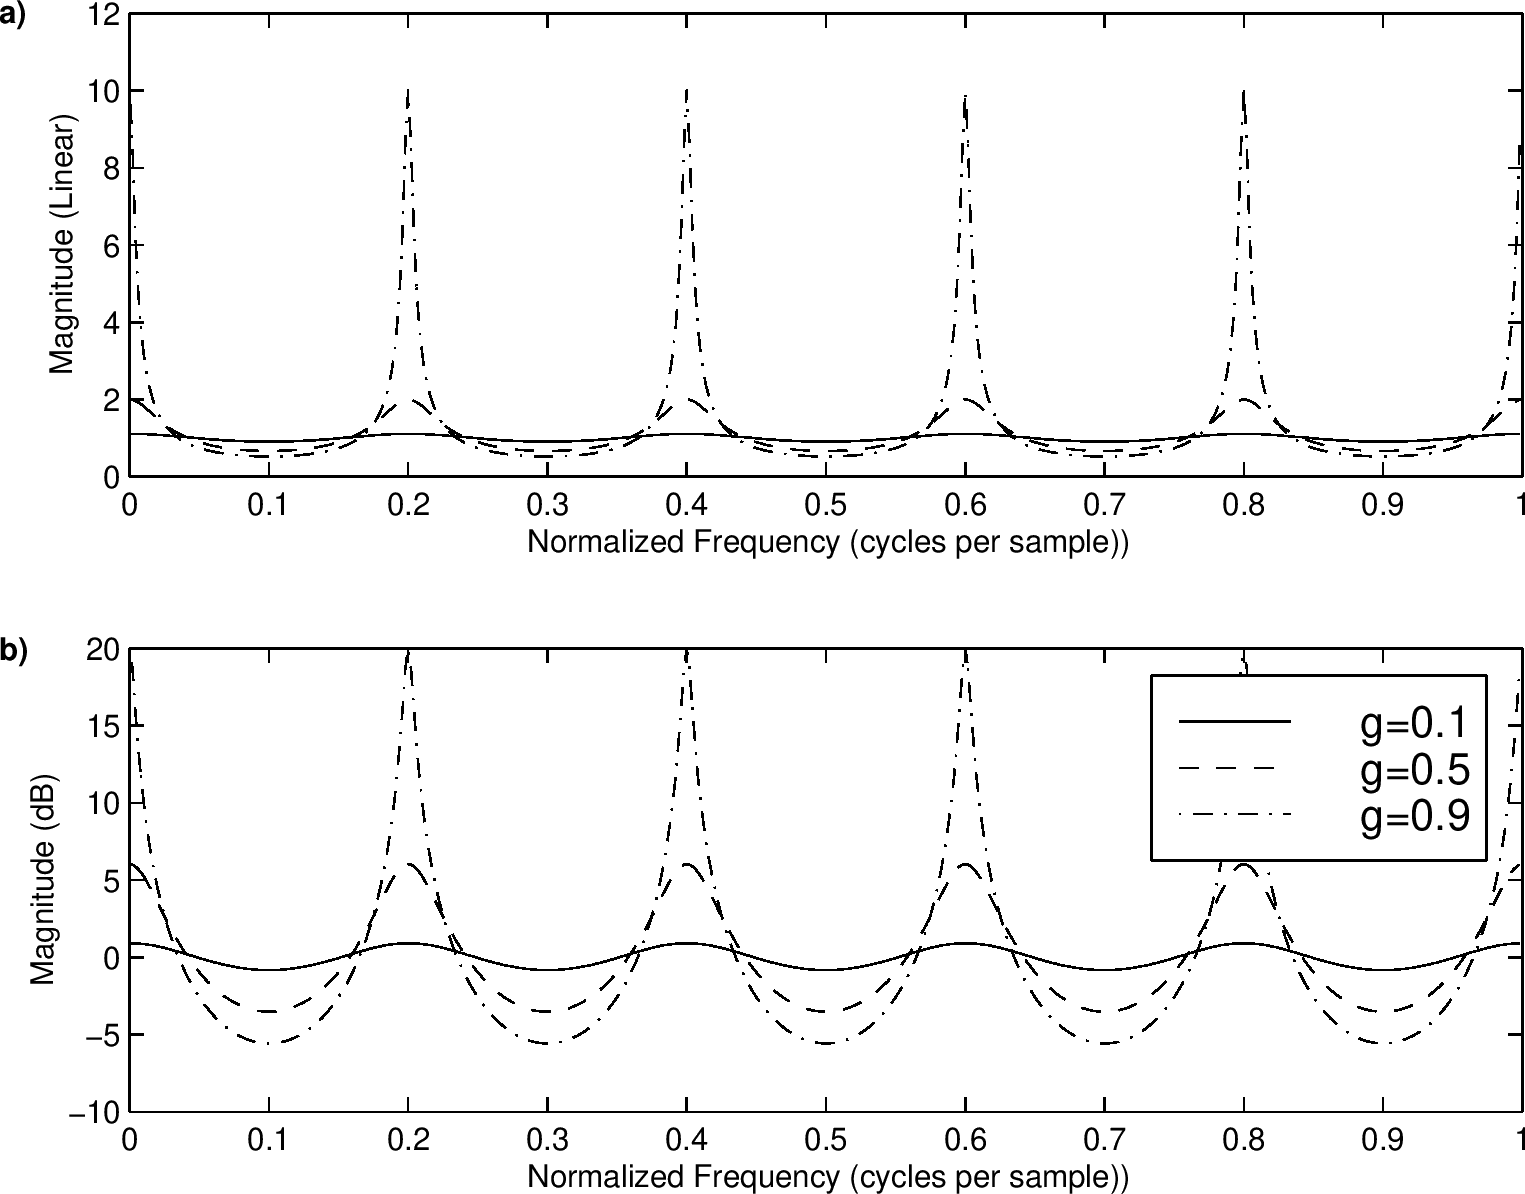 a)
12
10
8
6
4
2
0
Magnitude (Linear)
0 0.1 0.2 0.3 0.4 0.5 0.6 0.7 0.8 0.9 1
Normalized Frequency (cycles per sample))
b)
20
15
10
5
0
−5
−10
Magnitude (dB)
g=0.1
g=0.5
g=0.9
0 0.1 0.2 0.3 0.4 0.5 0.6 0.7 0.8 0.9 1
Normalized Frequency (cycles per sample))